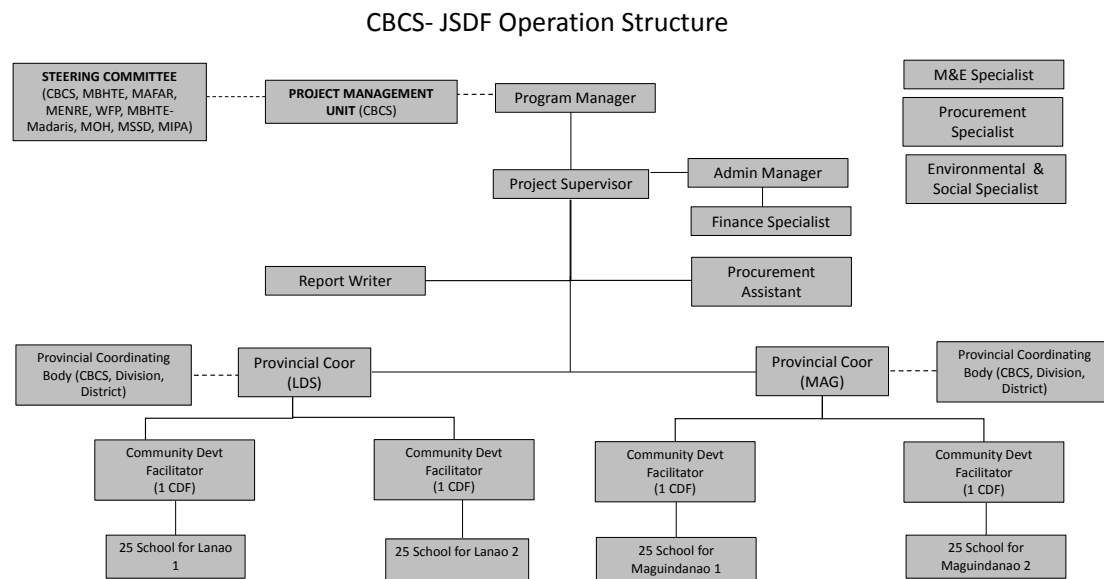 CBCS- JSDF Operation Structure
STEERING COMMITTEE
(CBCS, MBHTE, MAFAR,
MENRE, WFP, MBHTE-
Madaris, MOH, MSSD, MIPA)
PROJECT MANAGEMENT
UNIT (CBCS)
Program Manager
M&E Specialist
Procurement
Specialist
Environmental & 
Social Specialist
Project Supervisor
Admin Manager
Finance Specialist
Report Writer
Procurement
Assistant
Provincial Coordinating
Body (CBCS, Division,
District)
Provincial Coor
(LDS)
Provincial Coor
(MAG)
Provincial Coordinating
Body (CBCS, Division,
District)
Community Devt
Facilitator
(1 CDF)
Community Devt
Facilitator
(1 CDF)
Community Devt
Facilitator
(1 CDF)
Community Devt
Facilitator
(1 CDF)
25 School for Lanao
1
25 School for Lanao 2
25 School for
Maguindanao 1
25 School for
Maguindanao 2